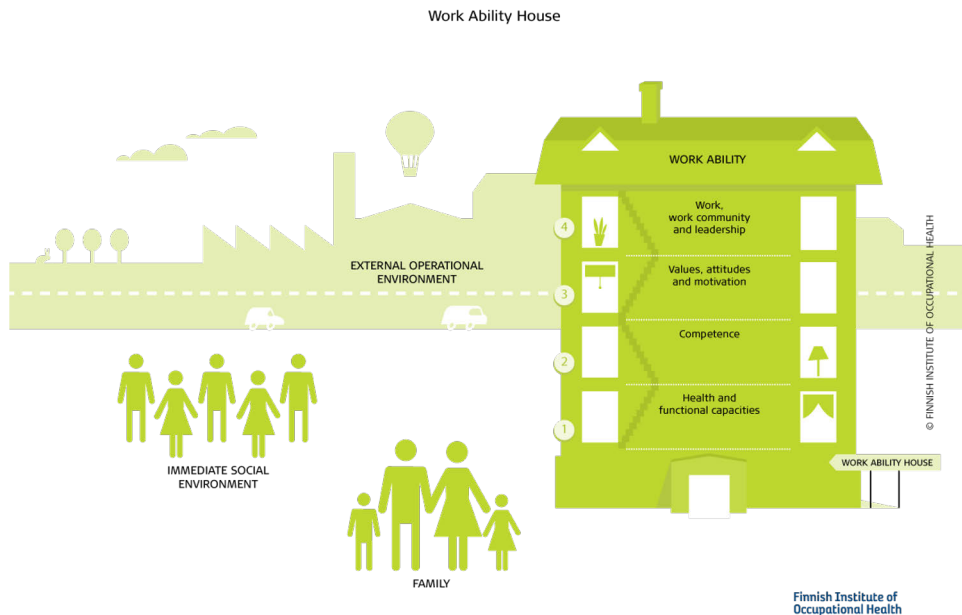 Work Ability House
WORK ABILITY
4
Work,
work community
and leadership
EXTERNAL OPERATIONAL
ENVIRONMENT
3
Values, attitudes
and motivation
2
Competence
1
Health and
functional capacities
© FINNISH INSTITUTE OF OCCUPATIONAL HEALTH
WORK ABILITY HOUSE
IMMEDIATE SOCIAL
ENVIRONMENT
FAMILY
Finnish Institute of
Occupational Health